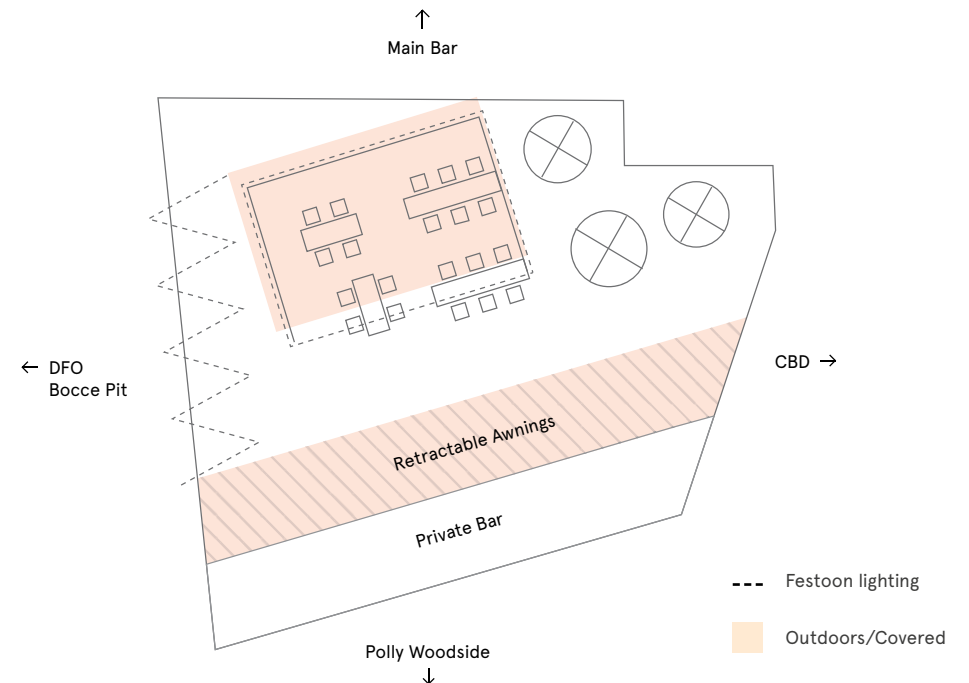 Main Bar
DFO
Bocce Pit
CBD
Retractable Awnings
Private Bar
Festoon lighting
Outdoors/Covered
Polly Woodside